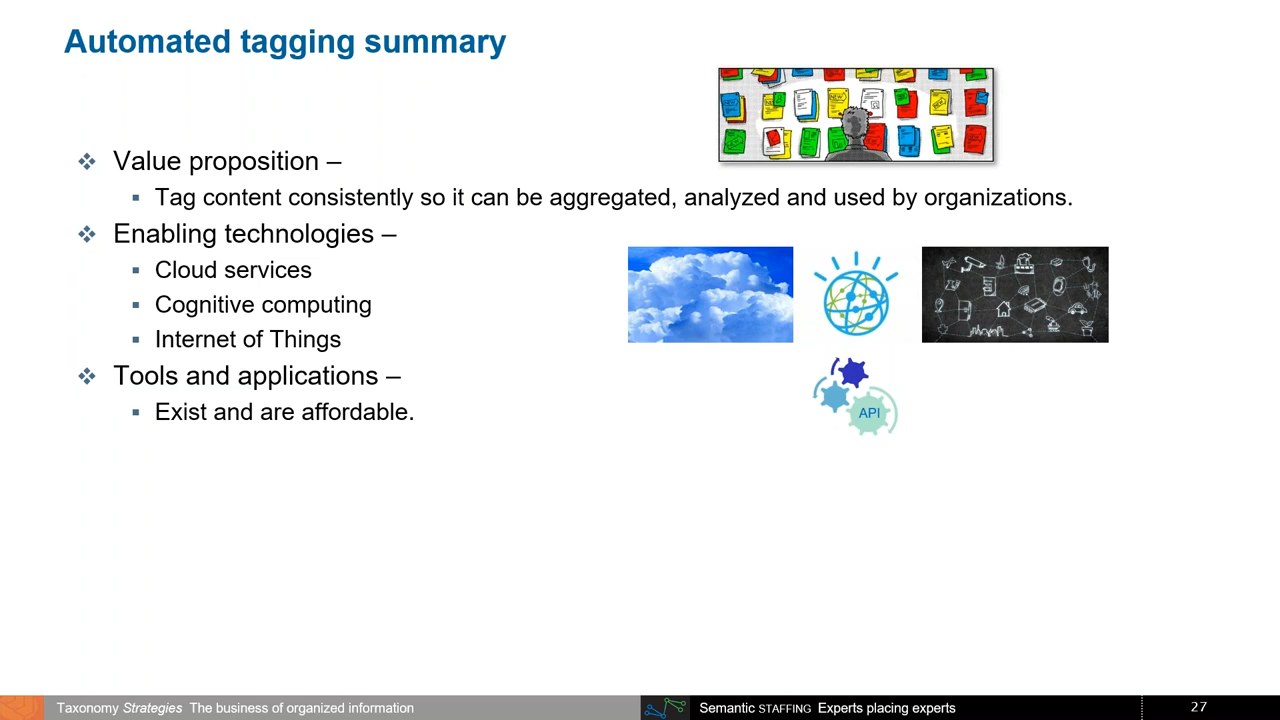 Automated tagging summary
Value proposition –
Tag content consistently so it can be aggregated, analyzed and used by organizations.
Enabling technologies –
Cloud services
Cognitive computing
Internet of Things
Tools and applications –
Exist and are affordable.
API
Taxonomy Strategies The business of organized information
Semantic STAFFING Experts placing experts
27